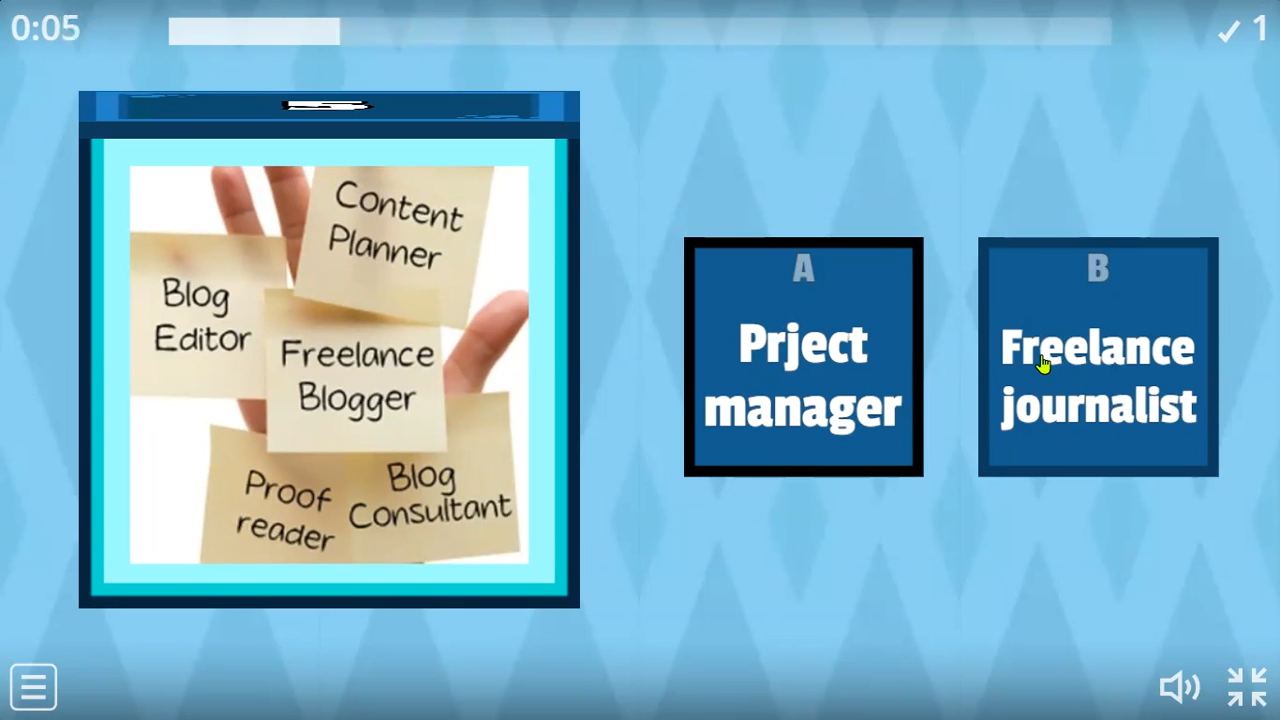 0:05
1
Content
Planner
Blog
Editor
Freelance
Blogger
Proof
reader
Blog
Consultant
A
Prject
manager
B
Freelance
journalist